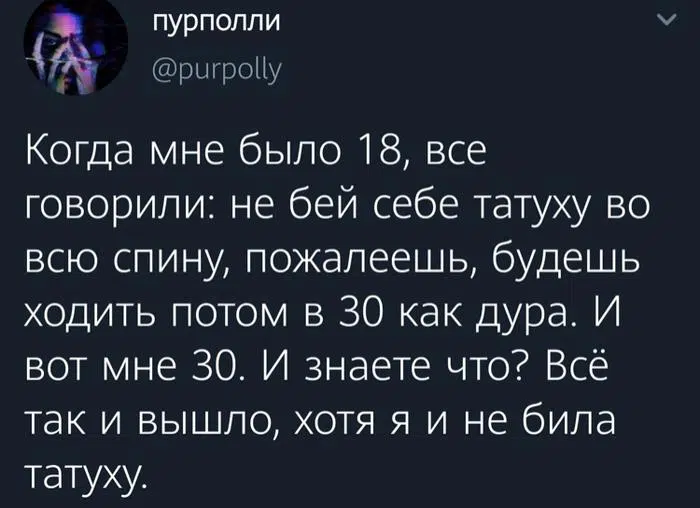 пурполли
@purpolly
Когда мне было 18, все
говорили: не бей себе татуху во
всю спину, пожалеешь, будешь
ходить потом в 30 как дура. И
вот мне 30. И знаете что? Всё
так и вышло, хотя я и не била
татуху.